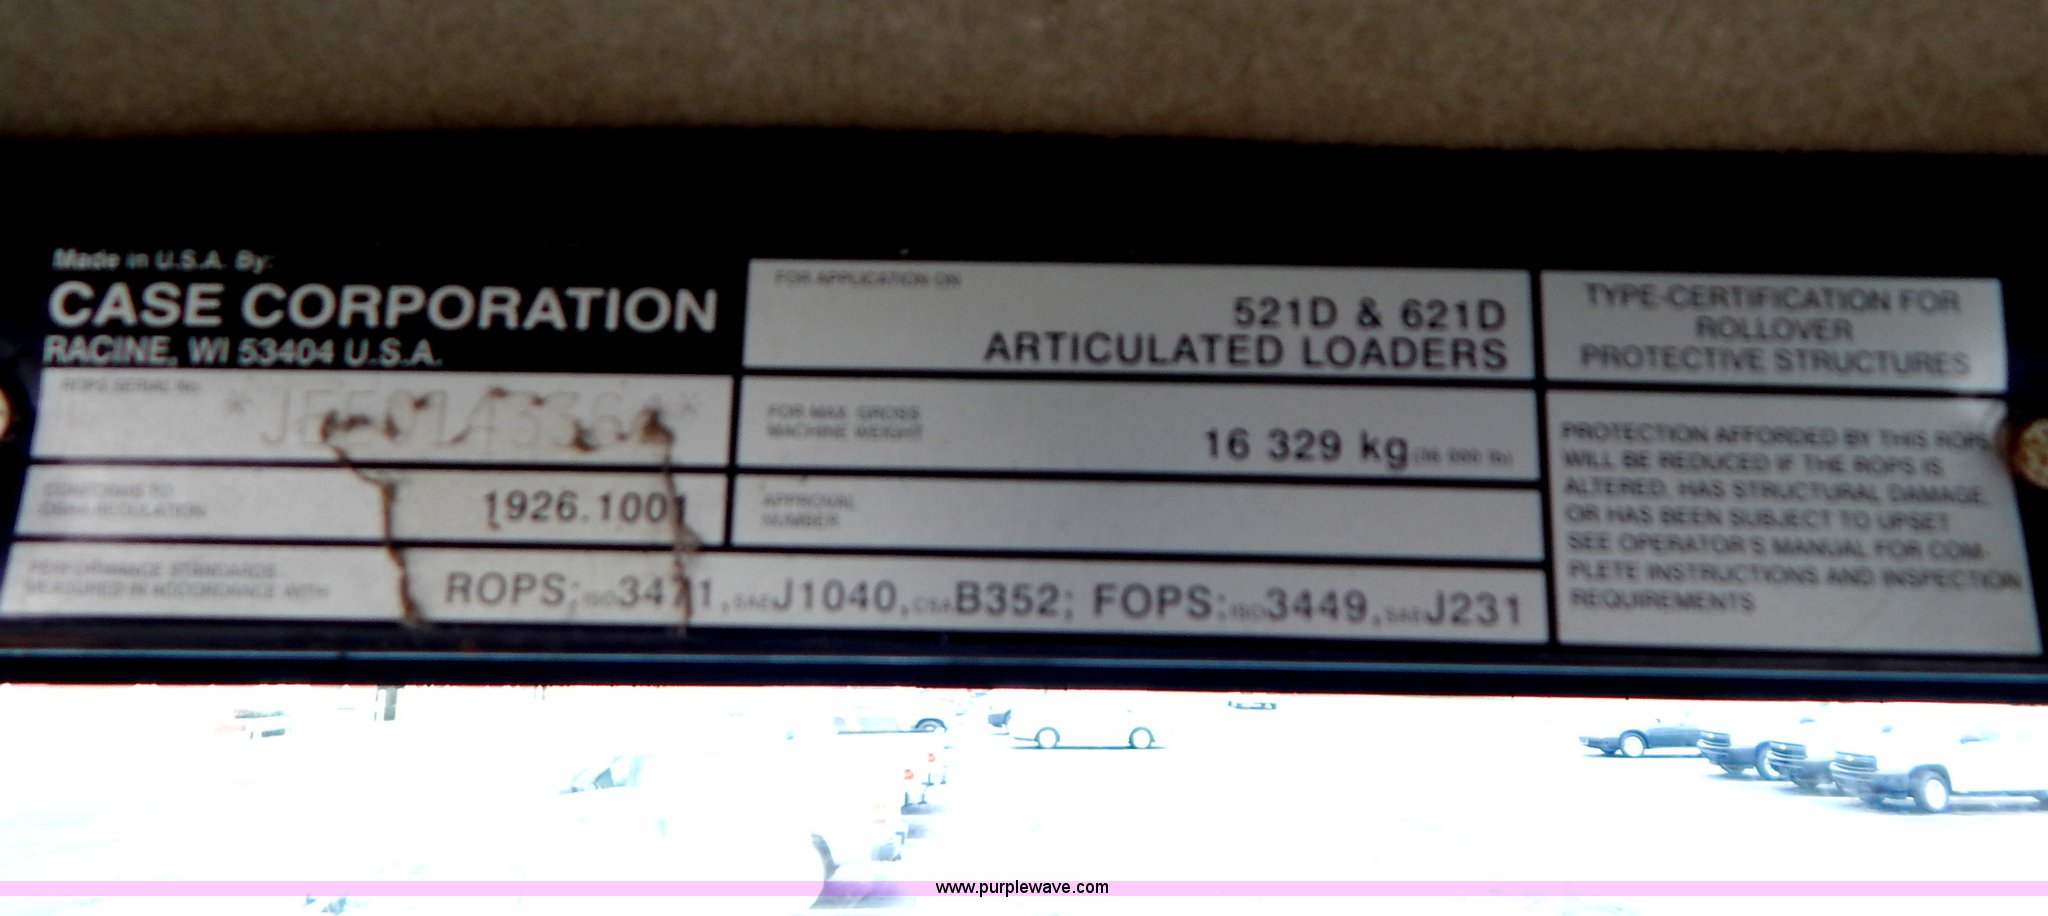 Made in U.S.A. By:
CASE CORPORATION
RACINE, WI 53404 U.S.A.
ROPS SERIAL No.
CONFORMS TO
OSHA REGULATION
1926.1001
FOR APPLICATION ON
521D & 621D
ARTICULATED LOADERS
FOR MAX. GROSS
MACHINE WEIGHT
16 329 kg (36 000 lb)
APPROVAL
NUMBER
PERFORMANCE STANDARDS
MEASURED IN ACCORDANCE WITH
ROPS: ISO 3471, SAE J1040, CSA B352; FOPS: ISO 3449, SAE J231
TYPE-CERTIFICATION FOR
ROLLOVER
PROTECTIVE STRUCTURES
PROTECTION AFFORDED BY THIS ROPS
WILL BE REDUCED IF THE ROPS IS
ALTERED, HAS STRUCTURAL DAMAGE,
OR HAS BEEN SUBJECT TO UPSET
SEE OPERATOR'S MANUAL FOR COM-
PLETE INSTRUCTIONS AND INSPECTION
REQUIREMENTS
www.purplewave.com